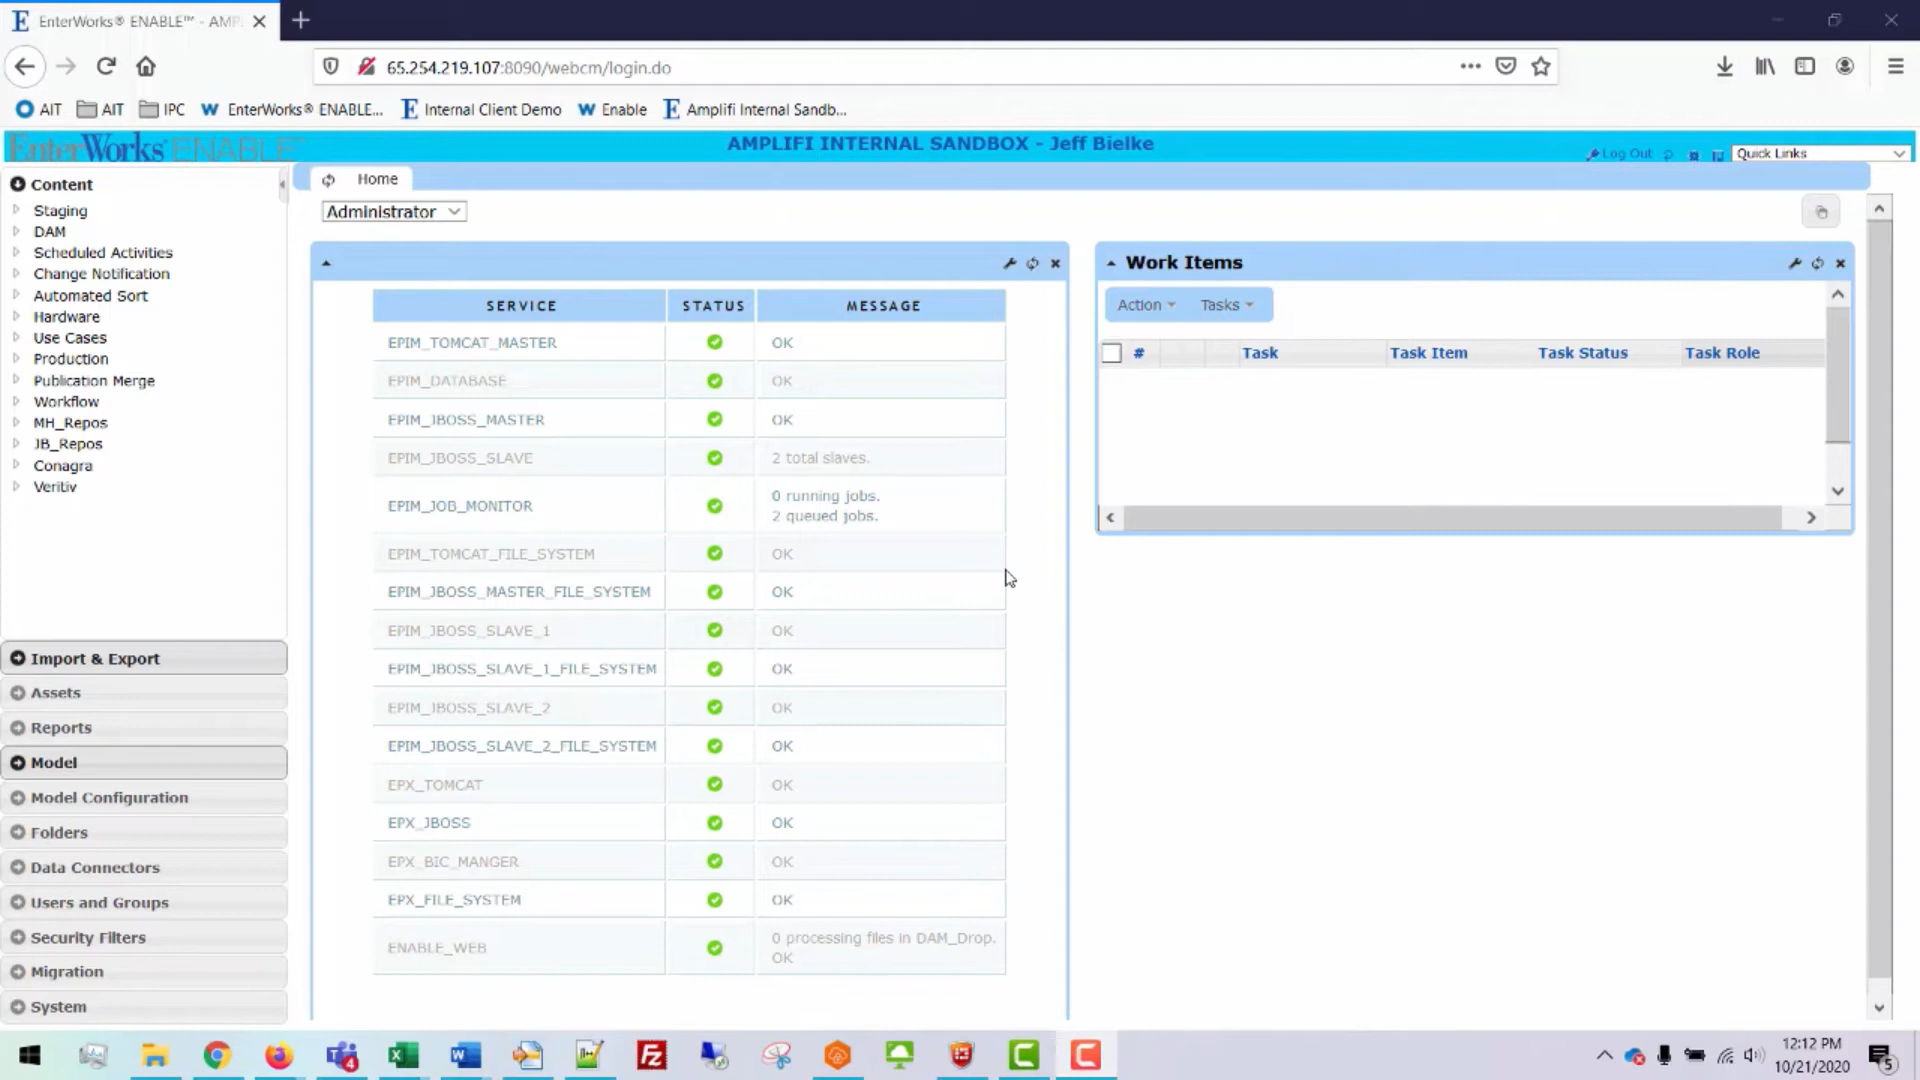 EnterWorks® ENABLE™ - AMP
65.254.219.107:8090/webcm/login.do
AIT AIT IPC EnterWorks® ENABLE... Internal Client Demo Enable Amplifi Internal Sandb...
EnterWorks ENABLE
AMPLIFI INTERNAL SANDBOX - Jeff Bielke
Log Out Quick Links
Content
Staging
DAM
Scheduled Activities
Change Notification
Automated Sort
Hardware
Use Cases
Production
Publication Merge
Workflow
MH_Repos
JB_Repos
Conagra
Veritiv
Import & Export
Assets
Reports
Model
Model Configuration
Folders
Data Connectors
Users and Groups
Security Filters
Migration
System
Home
Administrator
SERVICE STATUS MESSAGE
EPIM_TOMCAT_MASTER OK
EPIM_DATABASE OK
EPIM_JBOSS_MASTER OK
EPIM_JBOSS_SLAVE 2 total slaves.
EPIM_JOB_MONITOR 0 running jobs.
2 queued jobs.
EPIM_TOMCAT_FILE_SYSTEM OK
EPIM_JBOSS_MASTER_FILE_SYSTEM OK
EPIM_JBOSS_SLAVE_1 OK
EPIM_JBOSS_SLAVE_1_FILE_SYSTEM OK
EPIM_JBOSS_SLAVE_2 OK
EPIM_JBOSS_SLAVE_2_FILE_SYSTEM OK
EPX_TOMCAT OK
EPX_JBOSS OK
EPX_BIC_MANGER OK
EPX_FILE_SYSTEM OK
ENABLE_WEB 0 processing files in DAM_Drop.
OK
Work Items
Action Tasks
# Task Task Item Task Status Task Role
12:12 PM
10/21/2020
4
5